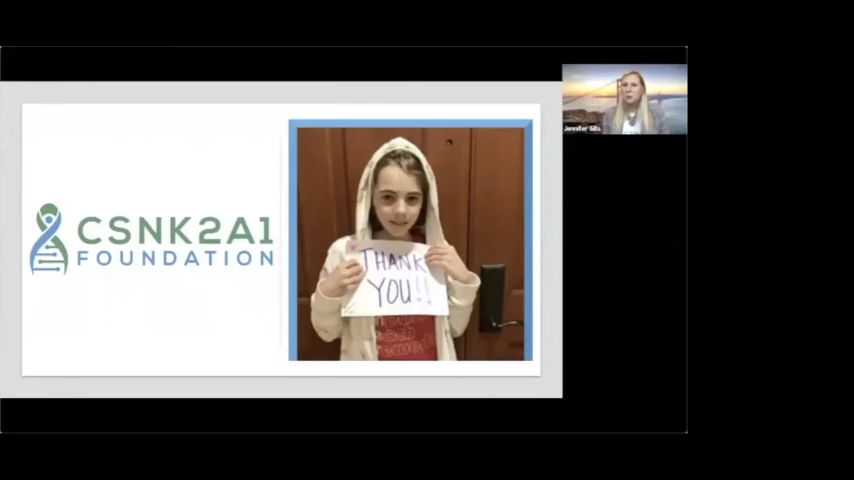 CSNK2A1
FOUNDATION
THANK
YOU!!
Jennifer Sills